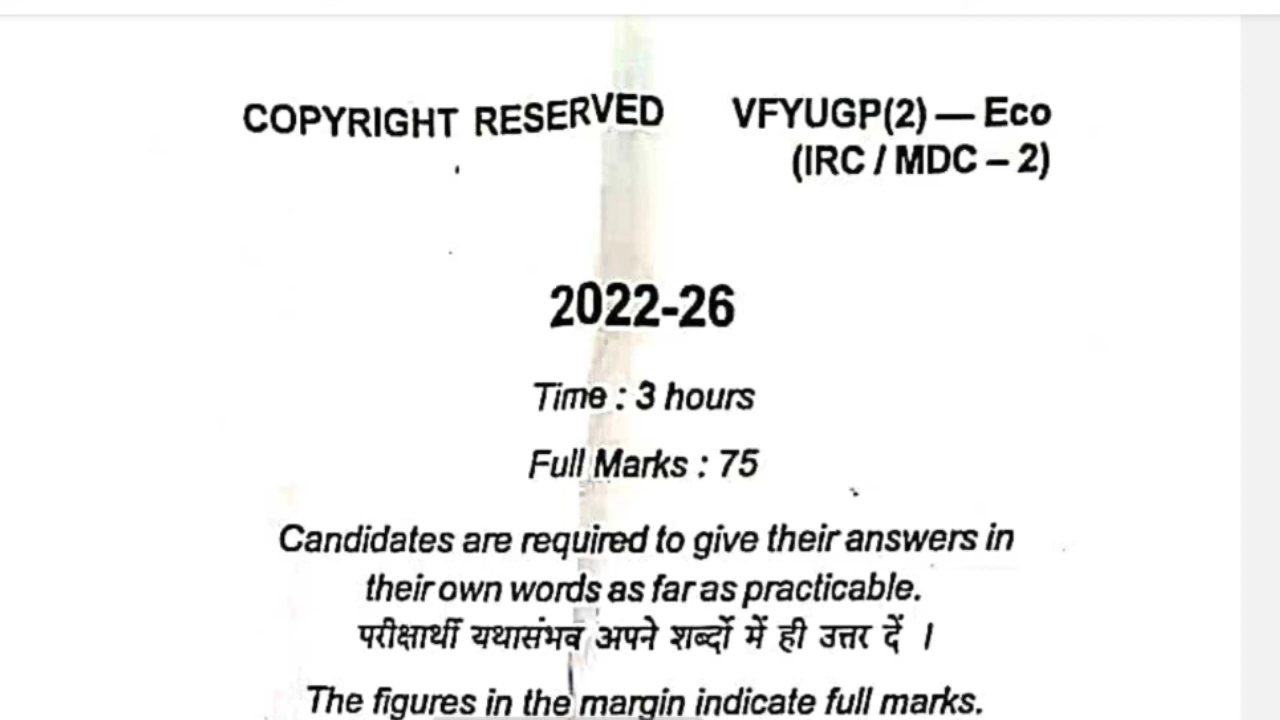 COPYRIGHT RESERVED VFYUGP(2) — Eco
(IRC / MDC – 2)
2022-26
Time : 3 hours
Full Marks : 75
Candidates are required to give their answers in
their own words as far as practicable.
परीक्षार्थी यथासंभव अपने शब्दों में ही उत्तर दें ।
The figures in the margin indicate full marks.